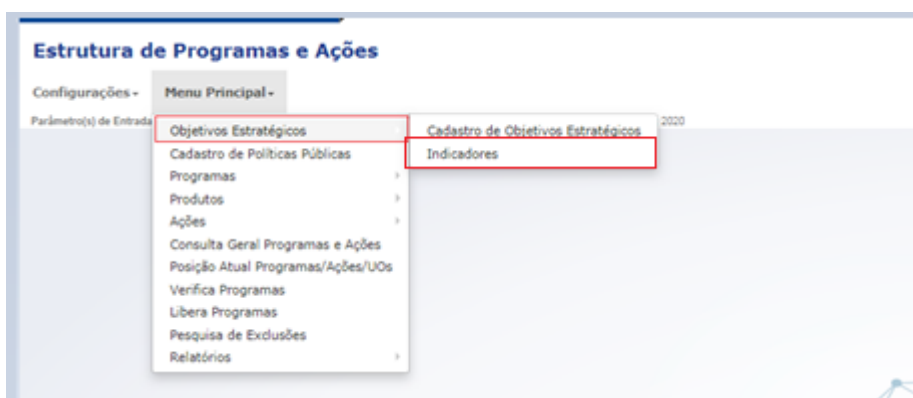 Estrutura de Programas e Ações
Configurações Menu Principal
Parâmetro(s) de Entrada 2020
Objetivos Estratégicos Cadastro de Objetivos Estratégicos
Cadastro de Políticas Públicas Indicadores
Programas
Produtos
Ações
Consulta Geral Programas e Ações
Posição Atual Programas/Ações/UOs
Verifica Programas
Libera Programas
Pesquisa de Exclusões
Relatórios